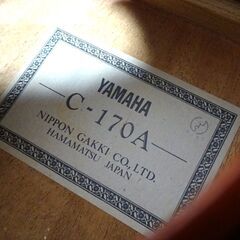 YAMAHA
C-170A
NIPPON GAKKI CO., LTD.
HAMAMATSU JAPAN